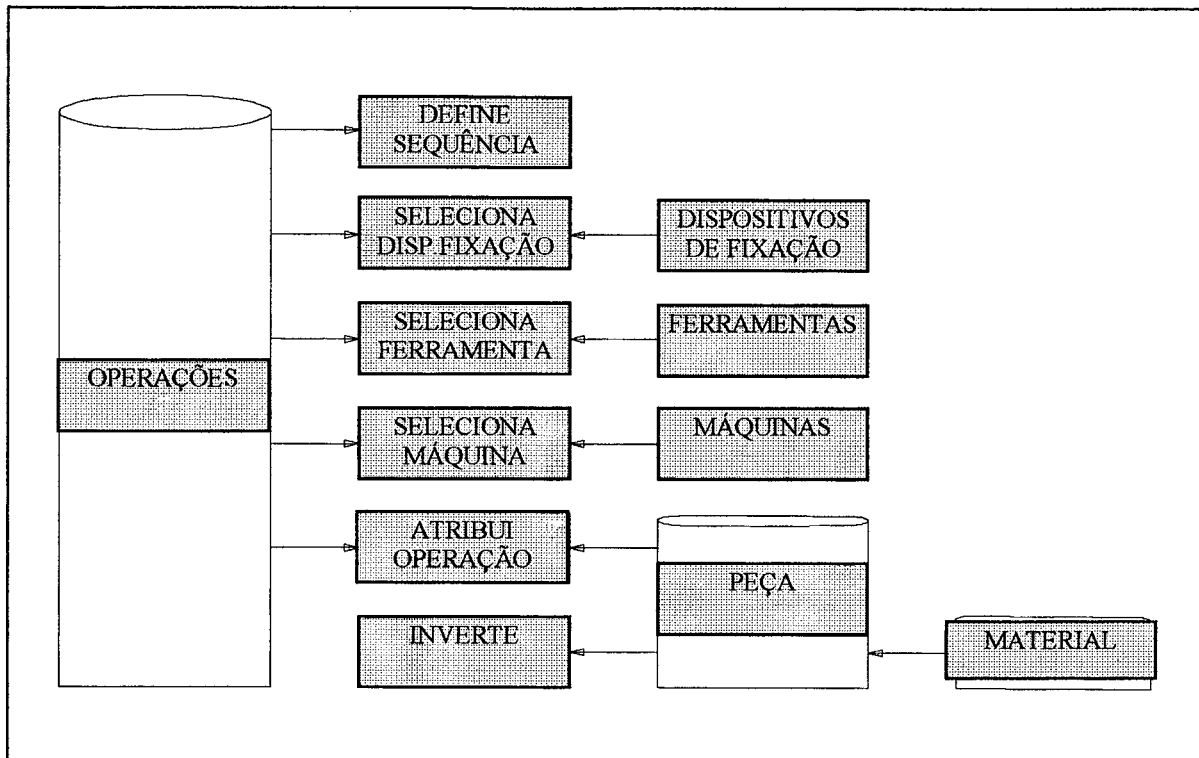 DEFINE
SEQUÊNCIA
SELECIONA
DISP.FIXAÇÃO
DISPOSITIVOS
DE FIXAÇÃO
SELECIONA
FERRAMENTA
FERRAMENTAS
OPERAÇÕES
SELECIONA
MÁQUINA
MÁQUINAS
ATRIBUI
OPERAÇÃO
PEÇA
INVERTE
MATERIAL